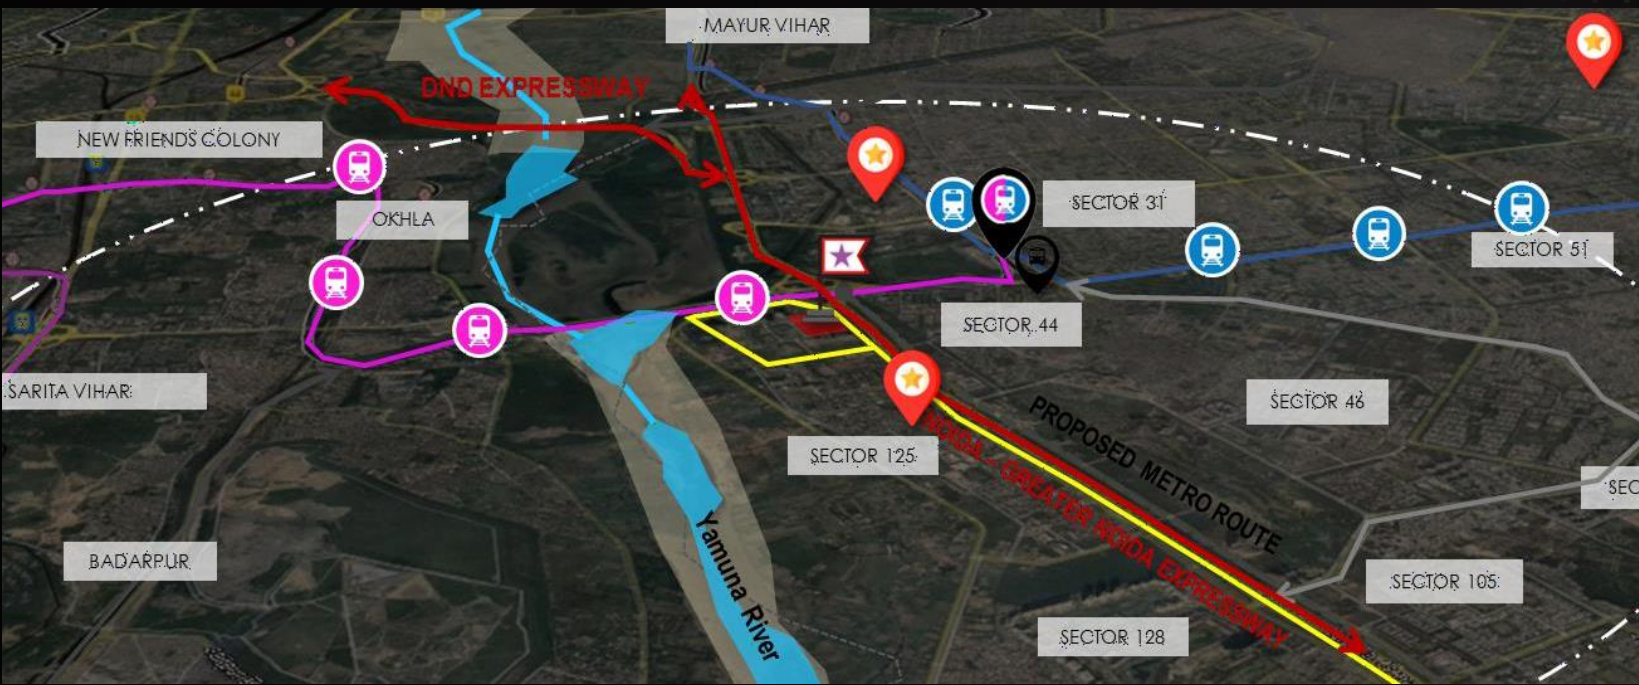 MAYUR VIHAR
DND EXPRESSWAY
NEW FRIENDS COLONY
OKHLA
SECTOR 31
SECTOR 51
SECTOR 44
SARITA VIHAR
SECTOR 46
PROPOSED METRO ROUTE
SECTOR 125
NOIDA - GREATER NOIDA EXPRESSWAY
SEC
Yamuna River
BADARPUR
SECTOR 105
SECTOR 128